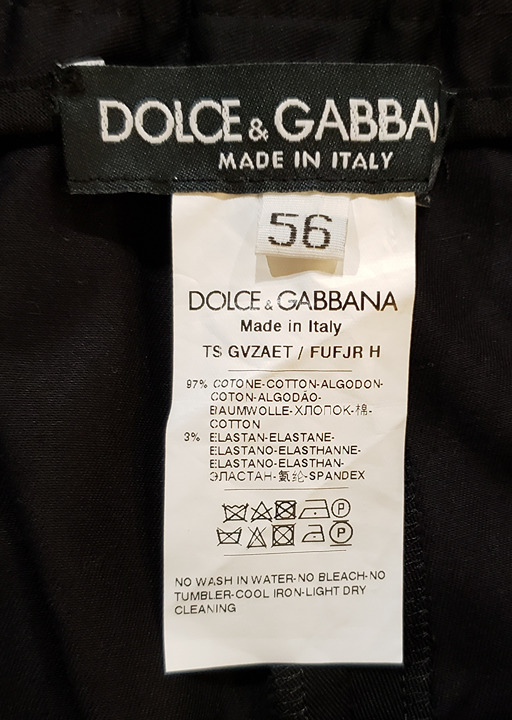 DOLCE & GABBA
MADE IN ITALY
56
DOLCE & GABBANA
Made in Italy
TS GVZAET / FUFJR H
97% COTONE-COTTON-ALGODON-
COTON-ALGODÃO-
BAUMWOLLE-ХЛОПОК-棉-
COTTON
3% ELASTAN-ELASTANE-
ELASTANO-ELASTHANNE-
ELASTANO-ELASTHAN-
ЭЛАСТАН-氨纶-SPANDEX
P
P
NO WASH IN WATER-NO BLEACH-NO
TUMBLER-COOL IRON-LIGHT DRY
CLEANING